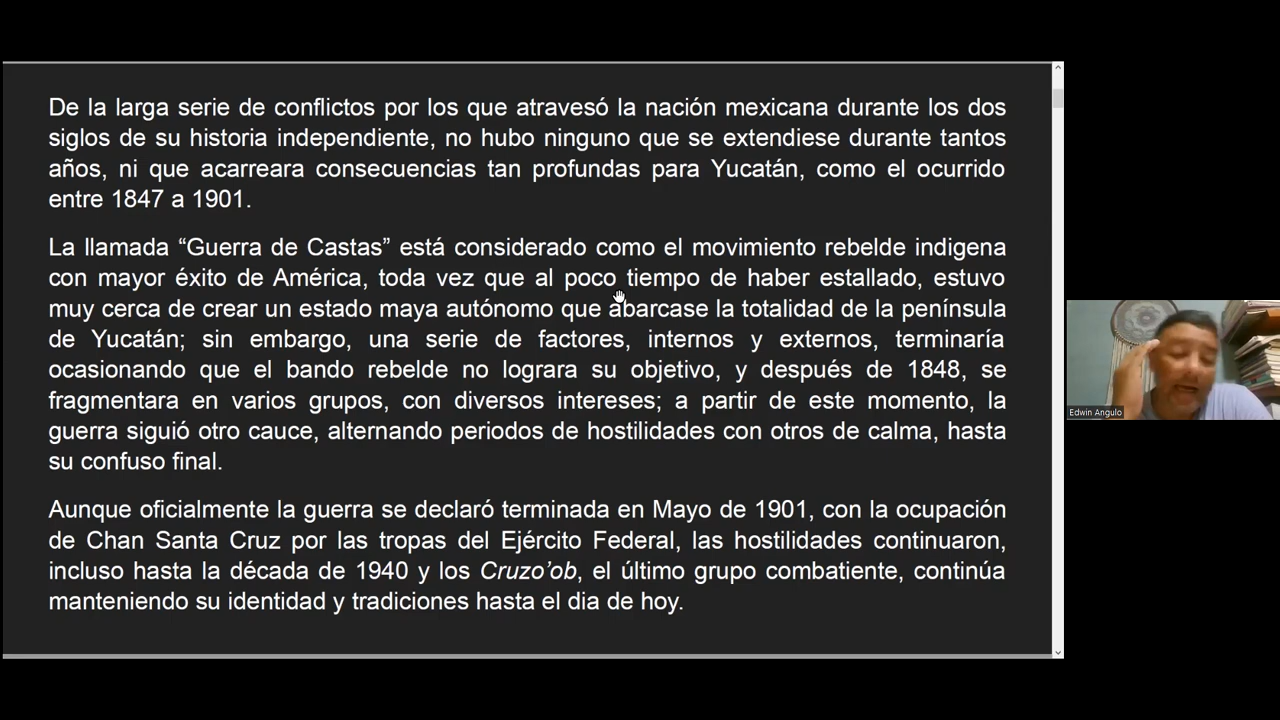 De la larga serie de conflictos por los que atravesó la nación mexicana durante los dos
siglos de su historia independiente, no hubo ninguno que se extendiese durante tantos
años, ni que acarreara consecuencias tan profundas para Yucatán, como el ocurrido
entre 1847 a 1901.
La llamada “Guerra de Castas” está considerado como el movimiento rebelde indigena
con mayor éxito de América, toda vez que al poco tiempo de haber estallado, estuvo
muy cerca de crear un estado maya autónomo que abarcase la totalidad de la península
de Yucatán; sin embargo, una serie de factores, internos y externos, terminaría
ocasionando que el bando rebelde no lograra su objetivo, y después de 1848, se
fragmentara en varios grupos, con diversos intereses; a partir de este momento, la
guerra siguió otro cauce, alternando periodos de hostilidades con otros de calma, hasta
su confuso final.
Aunque oficialmente la guerra se declaró terminada en Mayo de 1901, con la ocupación
de Chan Santa Cruz por las tropas del Ejército Federal, las hostilidades continuaron,
incluso hasta la década de 1940 y los Cruzo’ob, el último grupo combatiente, continúa
manteniendo su identidad y tradiciones hasta el dia de hoy.
Edwin Angulo